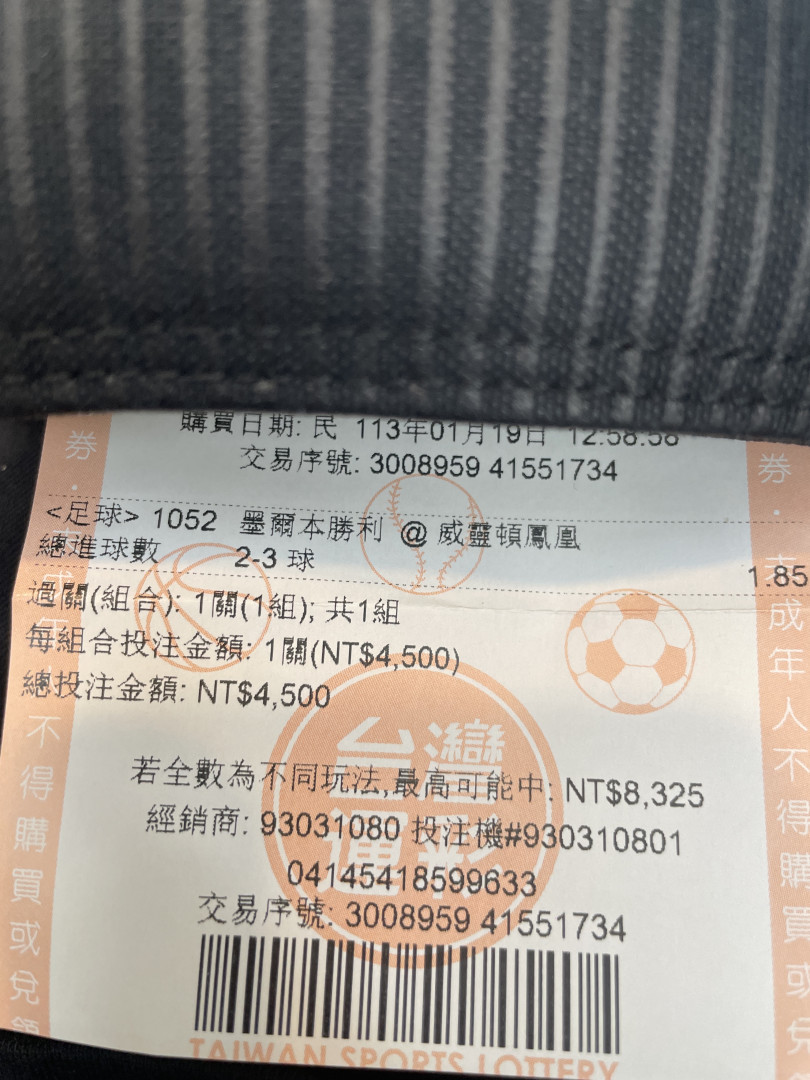 購買日期: 民 113年01月19日 12:58:58
交易序號: 3008959 41551734
<足球> 1052 墨爾本勝利 @ 威靈頓鳳凰
總進球數 2-3 球
1.85
過關(組合): 1關(1組); 共1組
每組合投注金額: 1關(NT$4,500)
總投注金額: NT$4,500
若全數為不同玩法,最高可能中: NT$8,325
經銷商: 93031080 投注機#930310801
04145418599633
交易序號: 3008959 41551734
TAIWAN SPORTS LOTTERY
台灣
運彩
券・未成年人不得購買或兌領
券・未成年人不得購買或兌